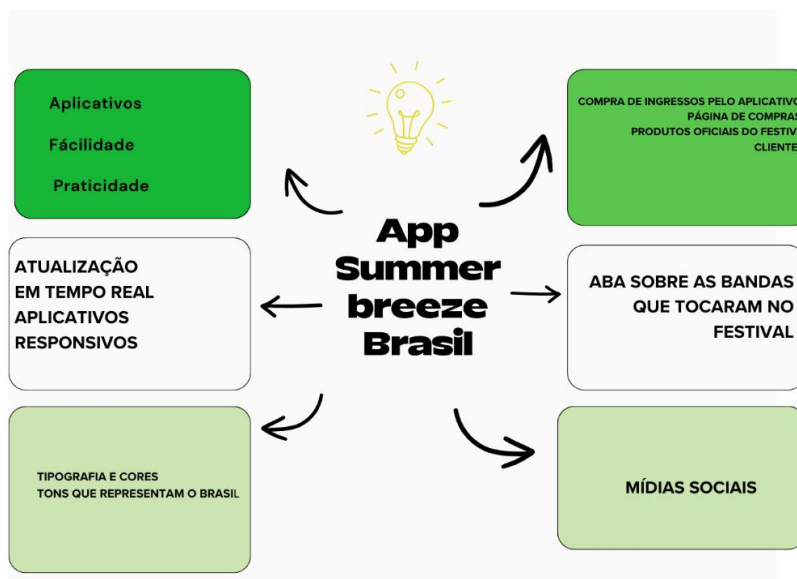 Aplicativos
Fácilidade
Praticidade
ATUALIZAÇÃO
EM TEMPO REAL
APLICATIVOS
RESPONSIVOS
TIPOGRAFIA E CORES
TONS QUE REPRESENTAM O BRASIL
App
Summer
breeze
Brasil
COMPRA DE INGRESSOS PELO APLICATIVO
PÁGINA DE COMPRAS
PRODUTOS OFICIAIS DO FESTIV
CLIENTE
ABA SOBRE AS BANDAS
QUE TOCARAM NO
FESTIVAL
MÍDIAS SOCIAIS